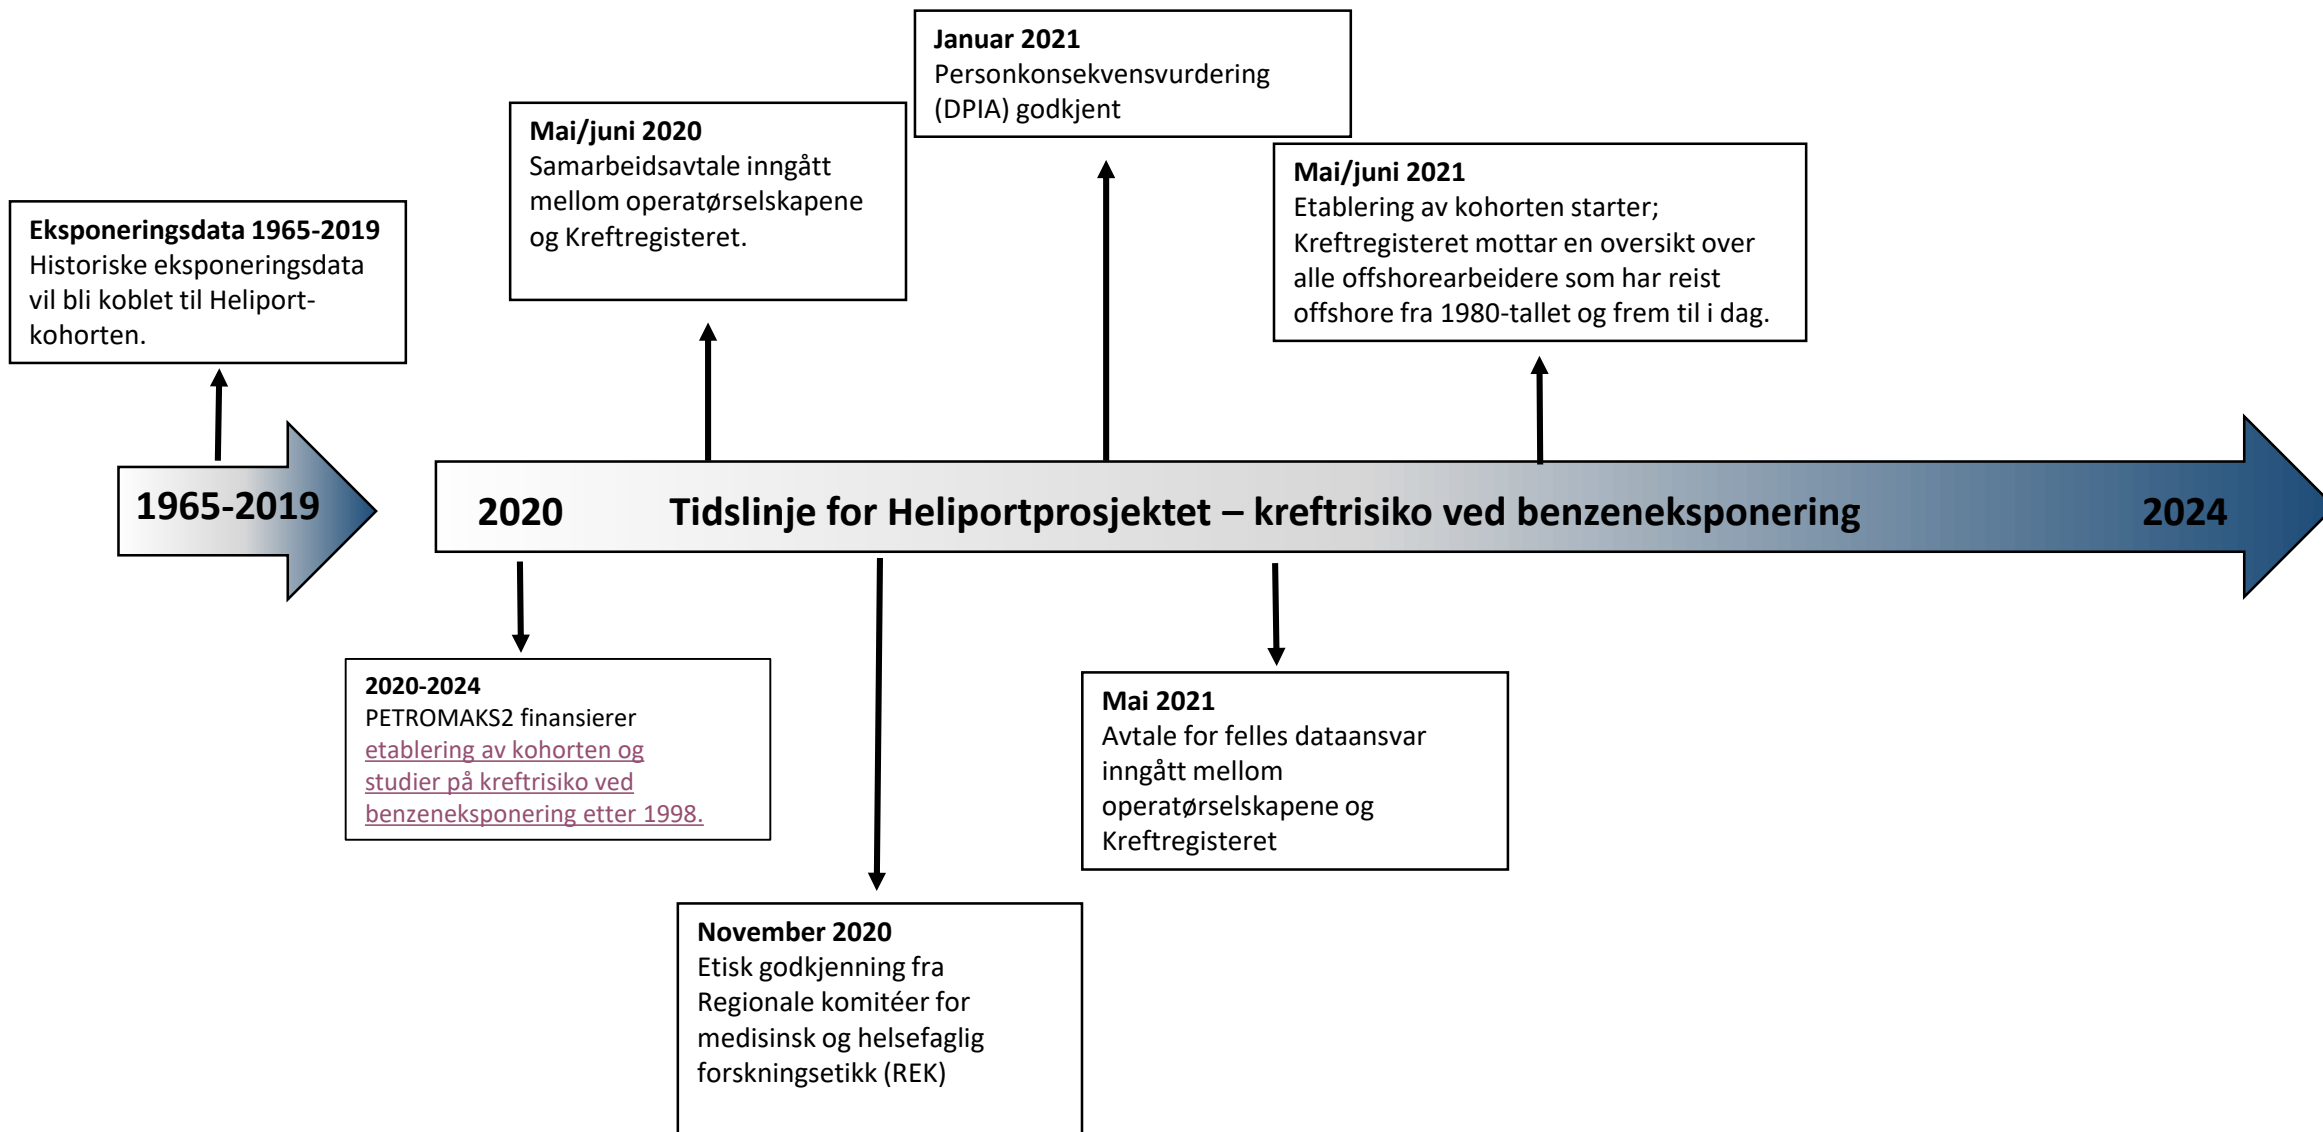 Januar 2021
Personkonsekvensvurdering
(DPIA) godkjent
Mai/juni 2020
Samarbeidsavtale inngått
mellom operatørselskapene
og Kreftregisteret.
Mai/juni 2021
Etablering av kohorten starter;
Kreftregisteret mottar en oversikt over
alle offshorearbeidere som har reist
offshore fra 1980-tallet og frem til i dag.
Eksponeringsdata 1965-2019
Historiske eksponeringsdata
vil bli koblet til Heliport-
kohorten.
1965-2019
2020 Tidslinje for Heliportprosjektet – kreftrisiko ved benzeneksponering 2024
2020-2024
PETROMAKS2 finansierer
etablering av kohorten og
studier på kreftrisiko ved
benzeneksponering etter 1998.
Mai 2021
Avtale for felles dataansvar
inngått mellom
operatørselskapene og
Kreftregisteret
November 2020
Etisk godkjenning fra
Regionale komitéer for
medisinsk og helsefaglig
forskningsetikk (REK)